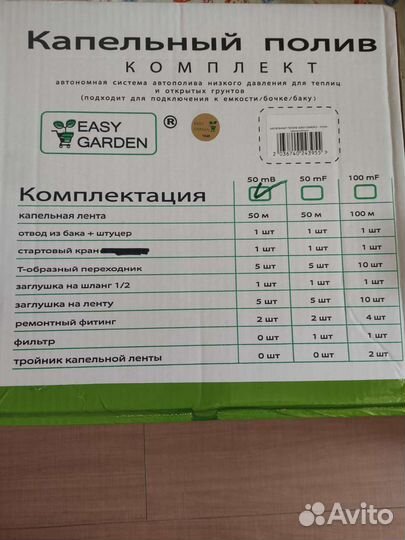 Капельный полив
КОМПЛЕКТ
автономная система автополива низкого давления для теплиц
и открытых грунтов
(подходит для подключения к емкости/бочке/баку)
EASY
GARDEN
®
EASY
GARDEN
2 036740 243955
50 mB 50 mF 100 mF
Комплектация
капельная лента 50 м 50 м 100 м
отвод из бака + штуцер 1 шт 1 шт 1 шт
стартовый кран 1 шт 1 шт 1 шт
Т-образный переходник 5 шт 5 шт 10 шт
заглушка на шланг 1/2 1 шт 1 шт 1 шт
заглушка на ленту 5 шт 5 шт 10 шт
ремонтный фитинг 2 шт 2 шт 4 шт
фильтр 0 шт 1 шт 1 шт
тройник капельной ленты 0 шт 0 шт 2 шт
Avito